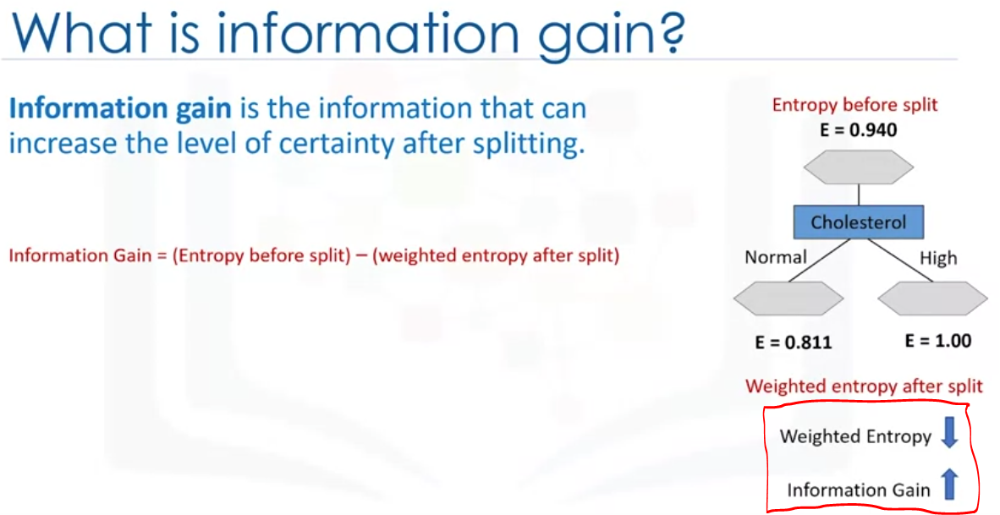 What is information gain?
Information gain is the information that can
increase the level of certainty after splitting.
Information Gain = (Entropy before split) – (weighted entropy after split)
Entropy before split
E = 0.940
Cholesterol
Normal
High
E = 0.811
E = 1.00
Weighted entropy after split
Weighted Entropy
Information Gain